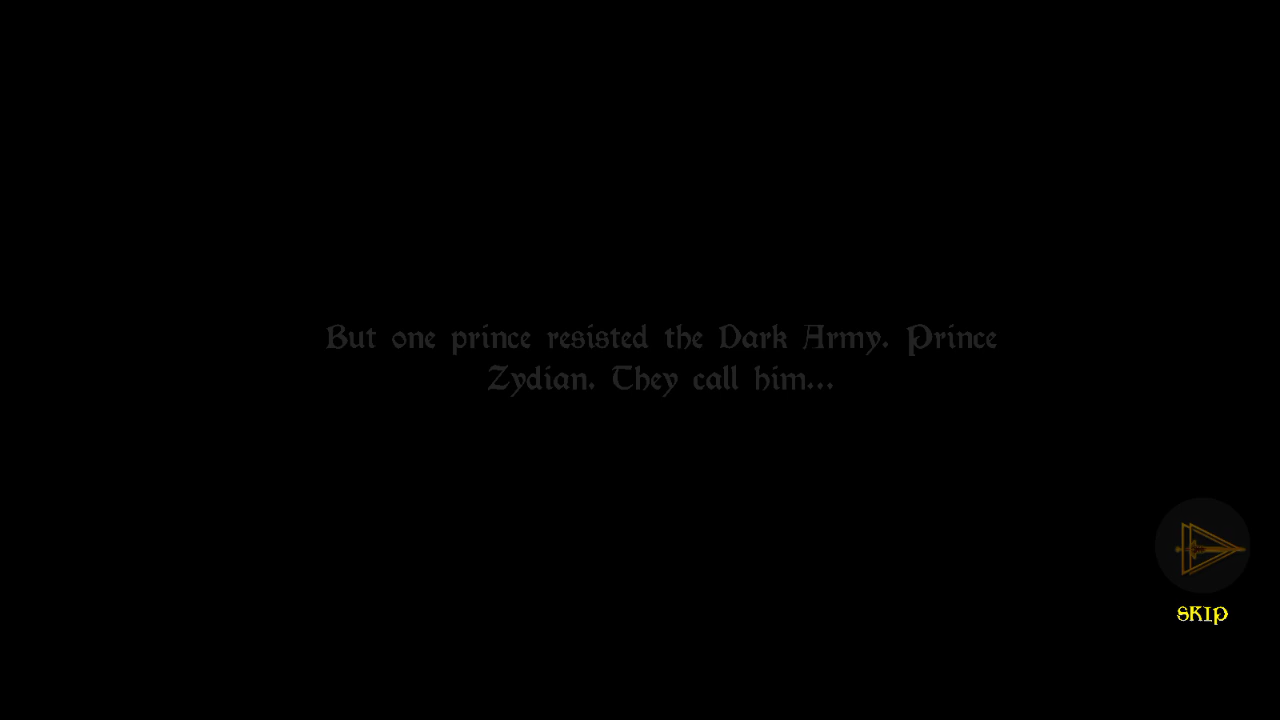 But one prince resisted the Dark Army. Prince
Zydian. They call him...
SKIP